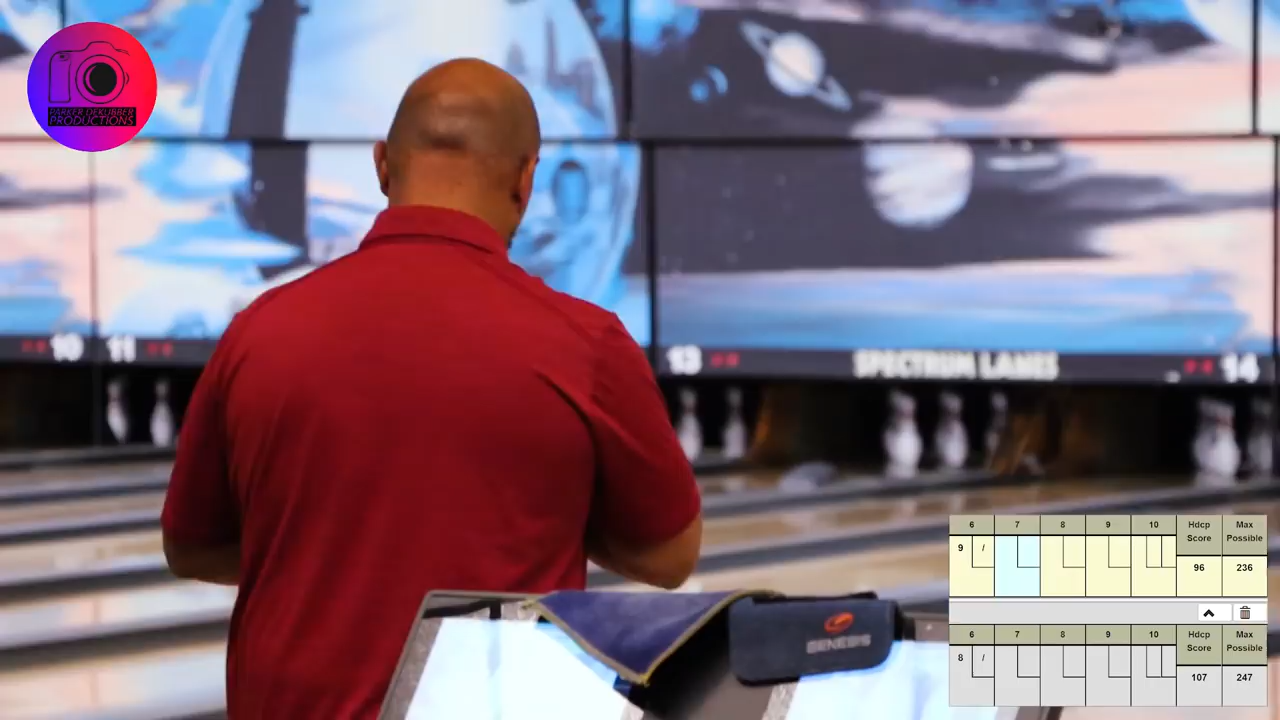 PARKER DEKUBBER
PRODUCTIONS
10 11
13 SPECTRUM LANES 14
GENESIS
6 7 8 9 10 Hdcp Score Max Possible
9 / 96 236
6 7 8 9 10 Hdcp Score Max Possible
8 / 107 247